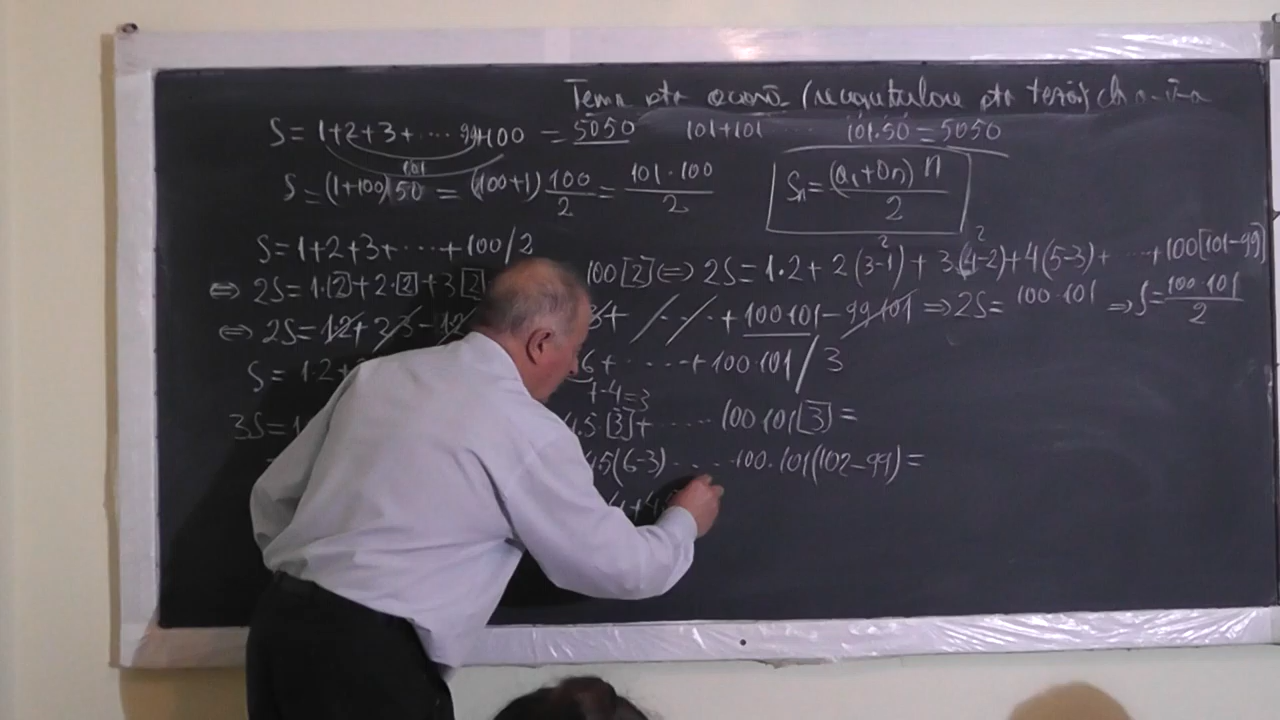 Tema ptr
S = 1+2+3+ .... 99+100 = 5050 101+101 .... 101·50 = 5050
101
S = (1+100)50 = (100+1) 100/2 = 101·100/2 Sn = (a1+an) n/2
S = 1+2+3+ .... +100/2
⇔ 2S = 1·[2]+2·[2]+3[2] 100[2] ⇔ 2S = 1·2+2(3-1)+3(4-2)+4(5-3)+ ... +100[101-99]
⇔ 2S = 1·2+2·3-1·2 3+ .... +100·101-99·101 ⇒ 2S = 100·101 ⇒ S = 100·101/2
S = 1·2+ 6+ ..... +100·101/3
7-4=3
3S=1 4.5[3]+ ..... 100·101[3] =
4.5(6-3) .... 100.101(102-99) =